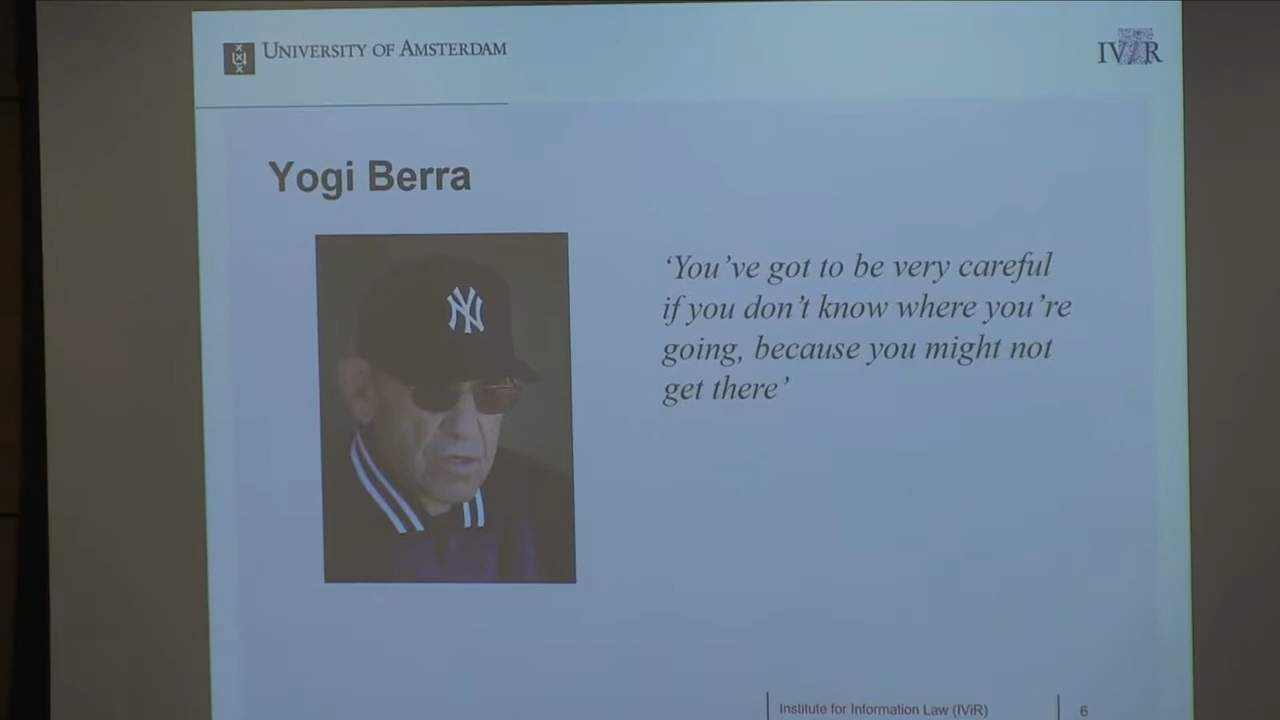 UNIVERSITY OF AMSTERDAM
IViR
Yogi Berra
NY
‘You’ve got to be very careful
if you don’t know where you’re
going, because you might not
get there’
Institute for Information Law (IViR)
6